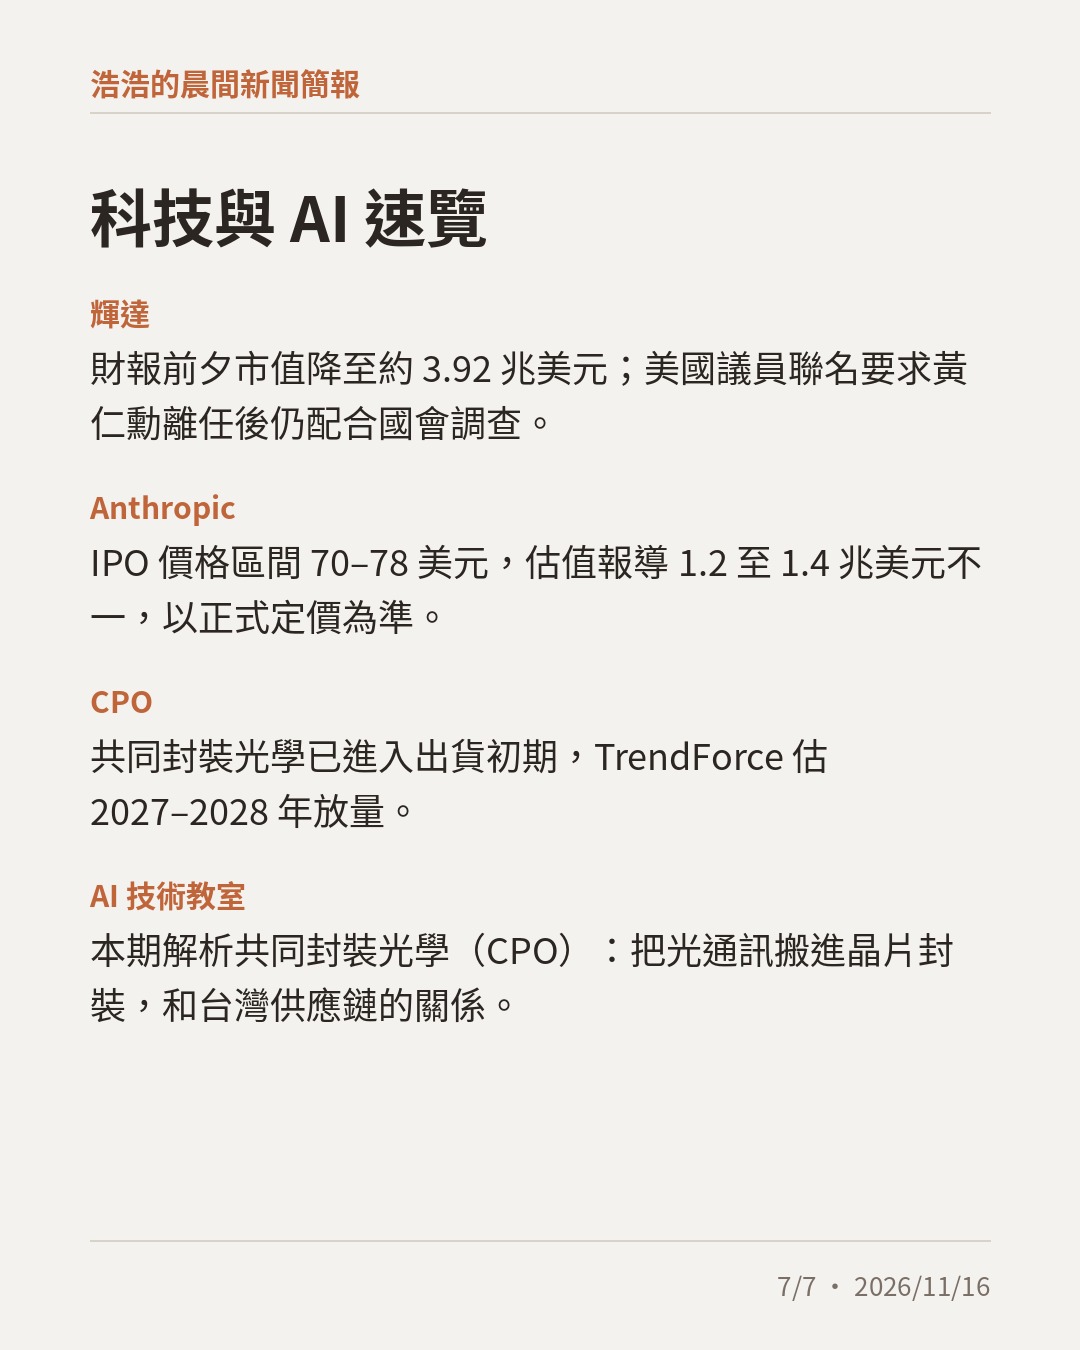 浩浩的晨間新聞簡報
科技與 AI 速覽
輝達
財報前夕市值降至約 3.92 兆美元；美國議員聯名要求黃
仁勳離任後仍配合國會調查。
Anthropic
IPO 價格區間 70–78 美元，估值報導 1.2 至 1.4 兆美元不
一，以正式定價為準。
CPO
共同封裝光學已進入出貨初期，TrendForce 估
2027–2028 年放量。
AI 技術教室
本期解析共同封裝光學（CPO）：把光通訊搬進晶片封
裝，和台灣供應鏈的關係。
7/7 · 2026/11/16